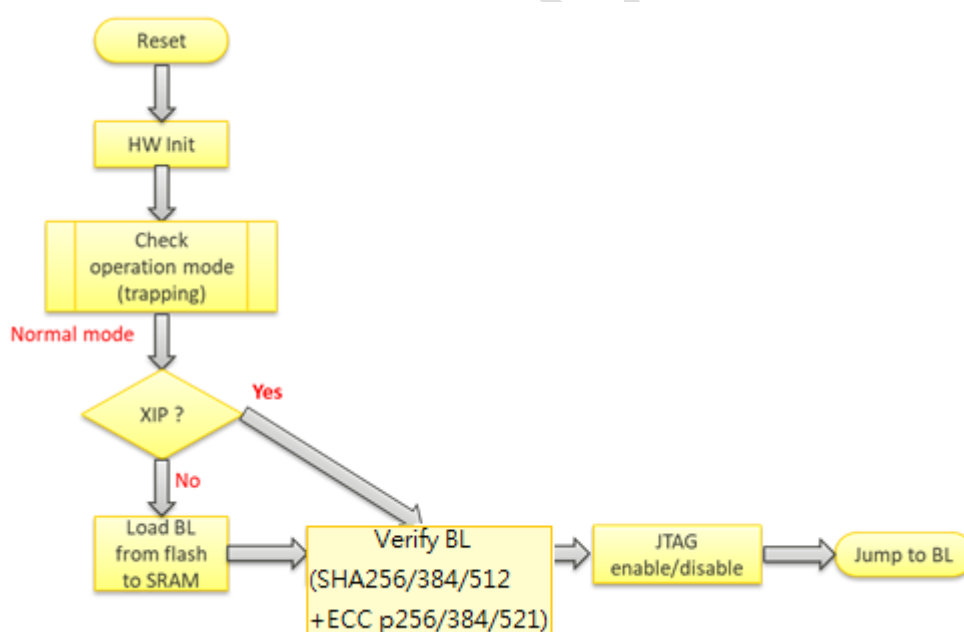 Reset
HW Init
Check
operation mode
(trapping)
Normal mode
XIP ?
Yes
No
Load BL
from flash
to SRAM
Verify BL
(SHA256/384/512
+ECC p256/384/521)
JTAG
enable/disable
Jump to BL